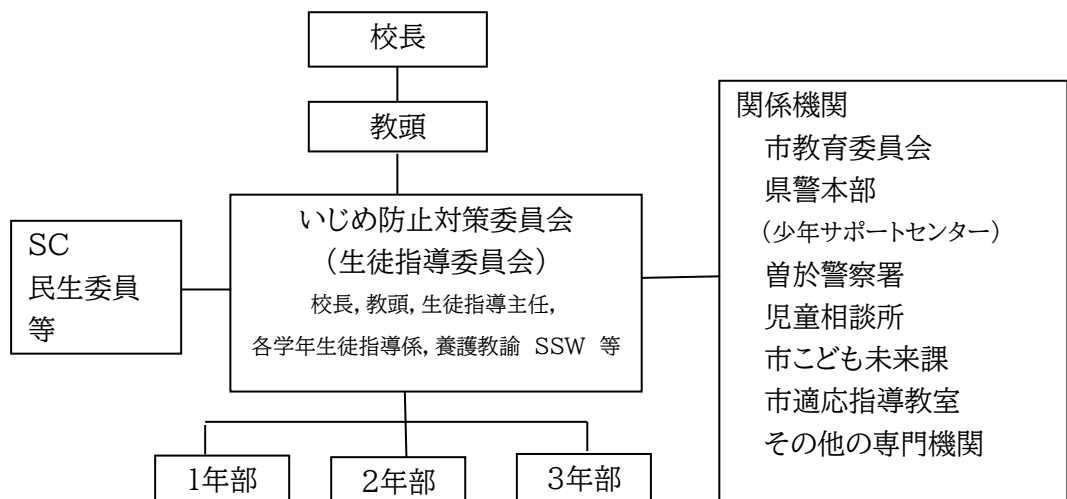 校長
教頭
いじめ防止対策委員会
（生徒指導委員会）
校長，教頭，生徒指導主任，
各学年生徒指導係，養護教諭　SSW　等
SC
民生委員
等
関係機関
市教育委員会
県警本部
（少年サポートセンター）
曽於警察署
児童相談所
市こども未来課
市適応指導教室
その他の専門機関
1年部
2年部
3年部